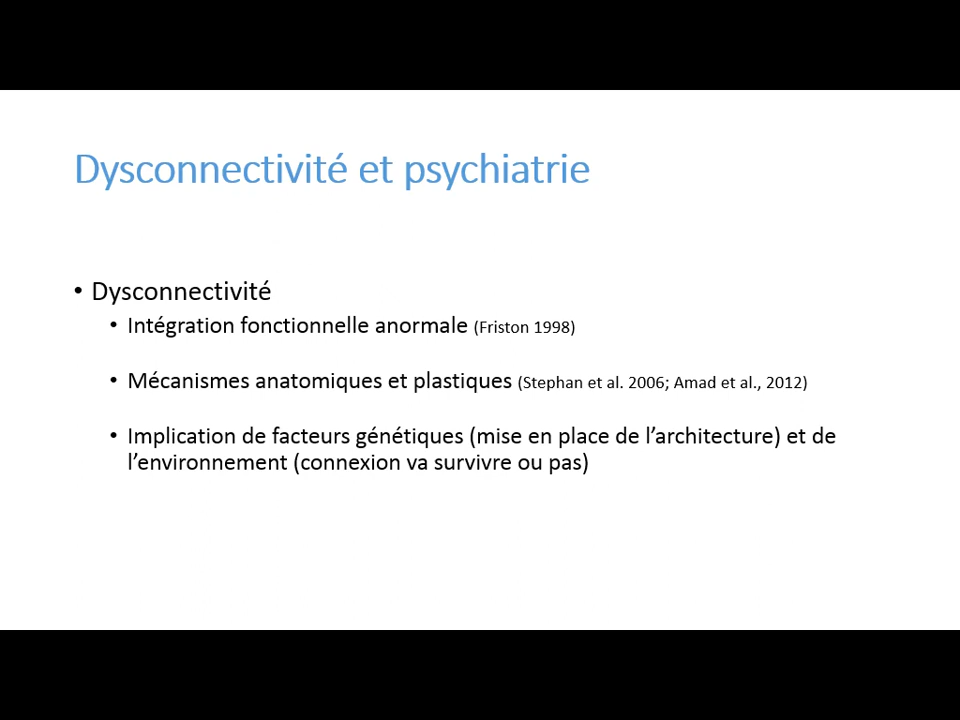 Dysconnectivité et psychiatrie
• Dysconnectivité
• Intégration fonctionnelle anormale (Friston 1998)
• Mécanismes anatomiques et plastiques (Stephan et al. 2006; Amad et al., 2012)
• Implication de facteurs génétiques (mise en place de l’architecture) et de
l’environnement (connexion va survivre ou pas)